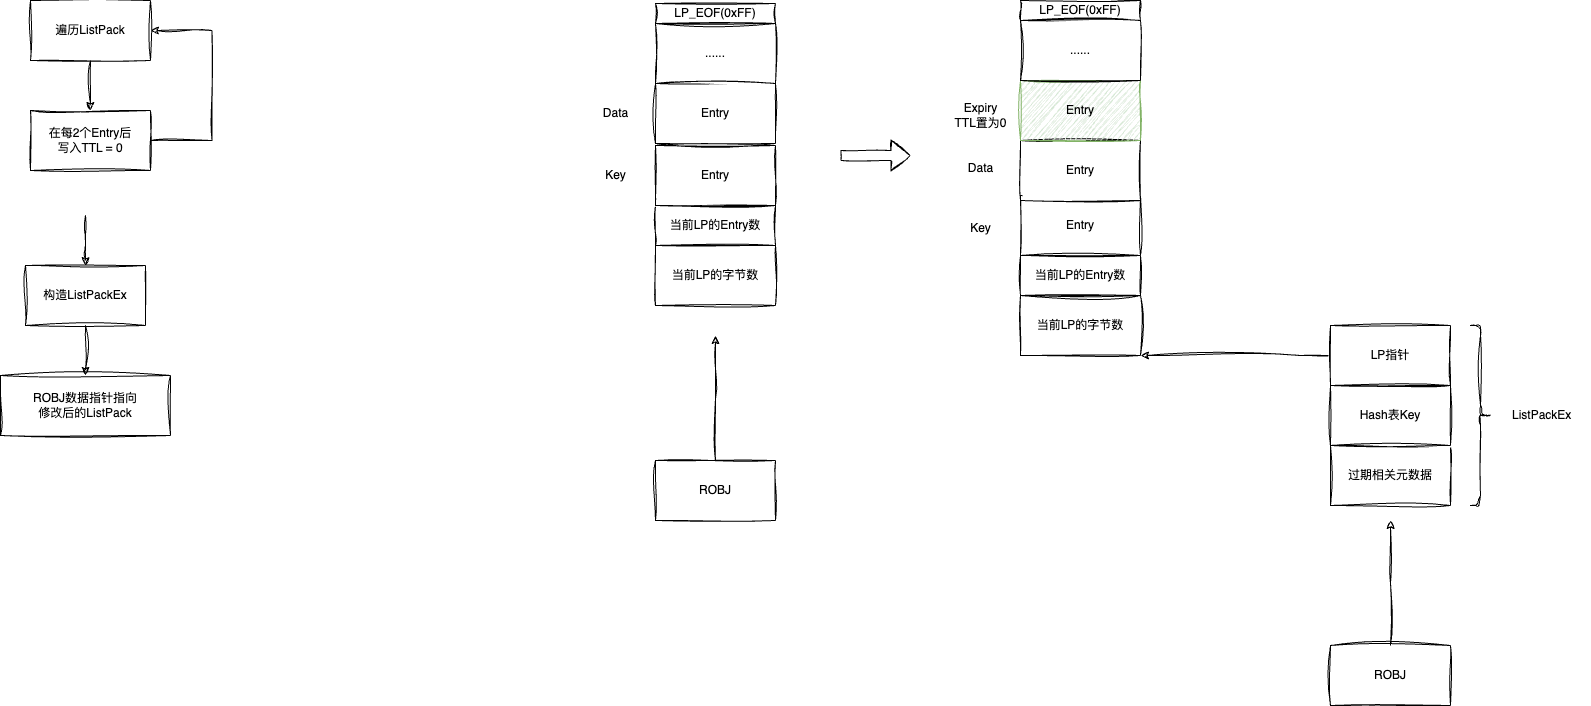 遍历ListPack
在每2个Entry后
写入TTL = 0
构造ListPackEx
ROBJ数据指针指向
修改后的ListPack
LP_EOF(0xFF)
......
Data
Entry
Key
Entry
当前LP的Entry数
当前LP的字节数
ROBJ
LP_EOF(0xFF)
......
Expiry
TTL置为0
Entry
Data
Entry
Key
Entry
当前LP的Entry数
当前LP的字节数
LP指针
Hash表Key
过期相关元数据
ListPackEx
ROBJ